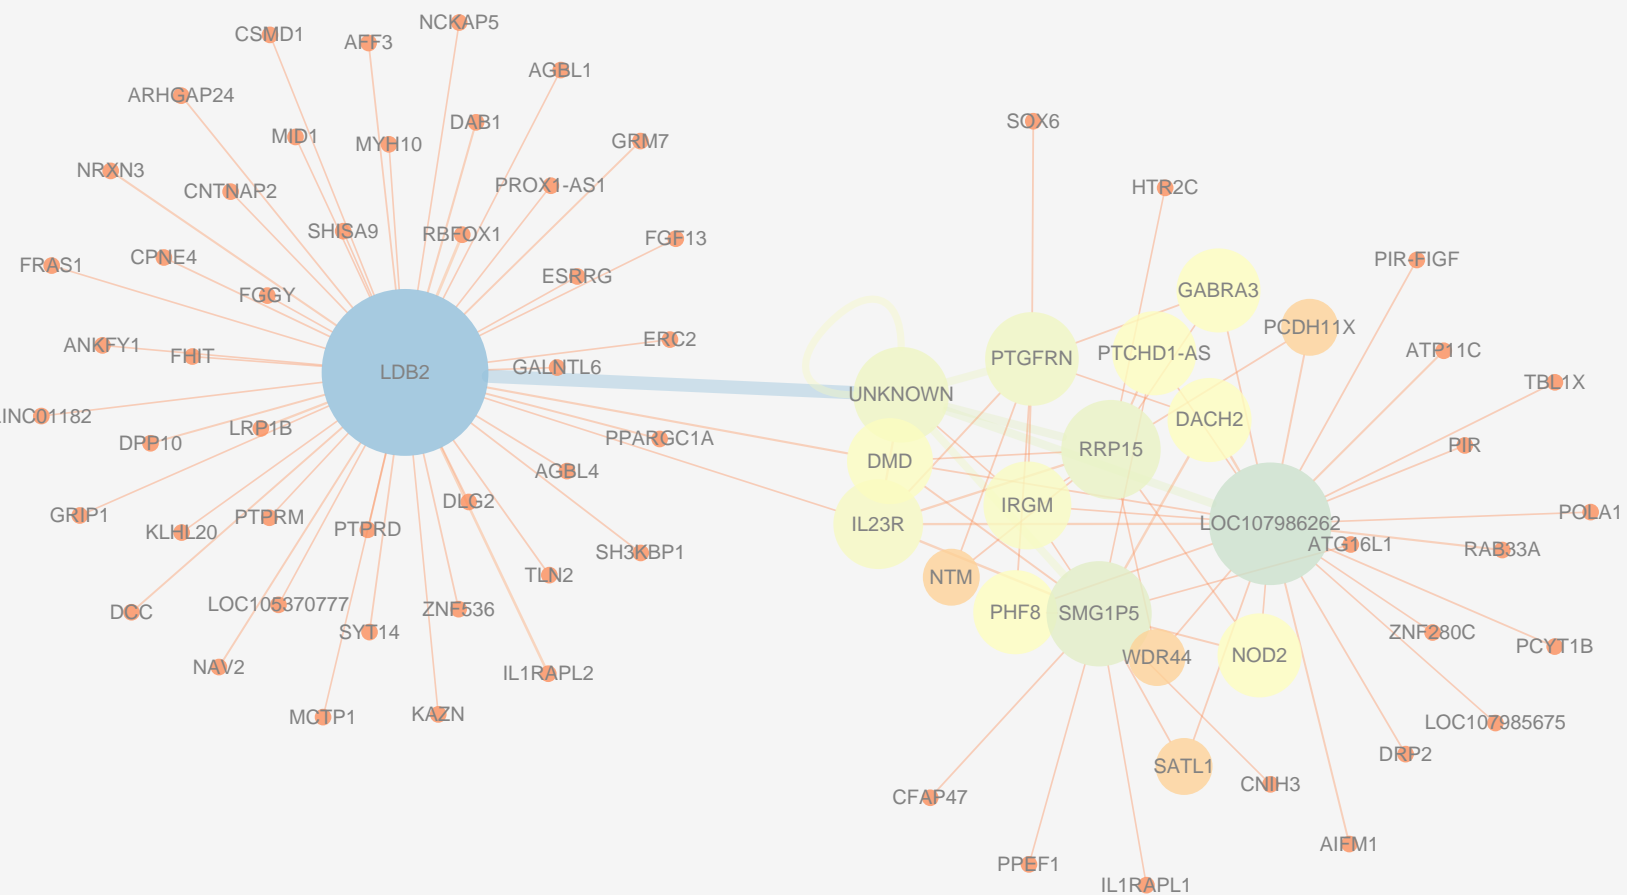 NCKAP5
CSMD1
AFF3
AGBL1
ARHGAP24
DAB1
SOX6
MID1
MYH10
GRM7
NRXN3
CNTNAP2
PROX1-AS1
HTR2C
SHISA9
RBFOX1
FGF13
CPNE4
FRAS1
PIR-FIGF
ESRRG
GABRA3
FGGY
PCDH11X
ERC2
ANKFY1
FHIT
PTGFRN
PTCHD1-AS
ATP11C
GALNTL6
LDB2
TBL1X
UNKNOWN
INC01182
DACH2
LRP1B
DPP10
PPARGC1A
PIR
RRP15
DMD
AGBL4
DLG2
IRGM
GRIP1
PTPRM
POLA1
KLHL20
PTPRD
IL23R
LOC107986262
ATG16L1
SH3KBP1
RAB33A
TLN2
NTM
LOC105370777
DCC
ZNF536
PHF8
SMG1P5
SYT14
ZNF280C
PCYT1B
NAV2
WDR44
NOD2
IL1RAPL2
MCTP1
KAZN
LOC107985675
DRP2
SATL1
CNIH3
CFAP47
AIFM1
PPEF1
IL1RAPL1